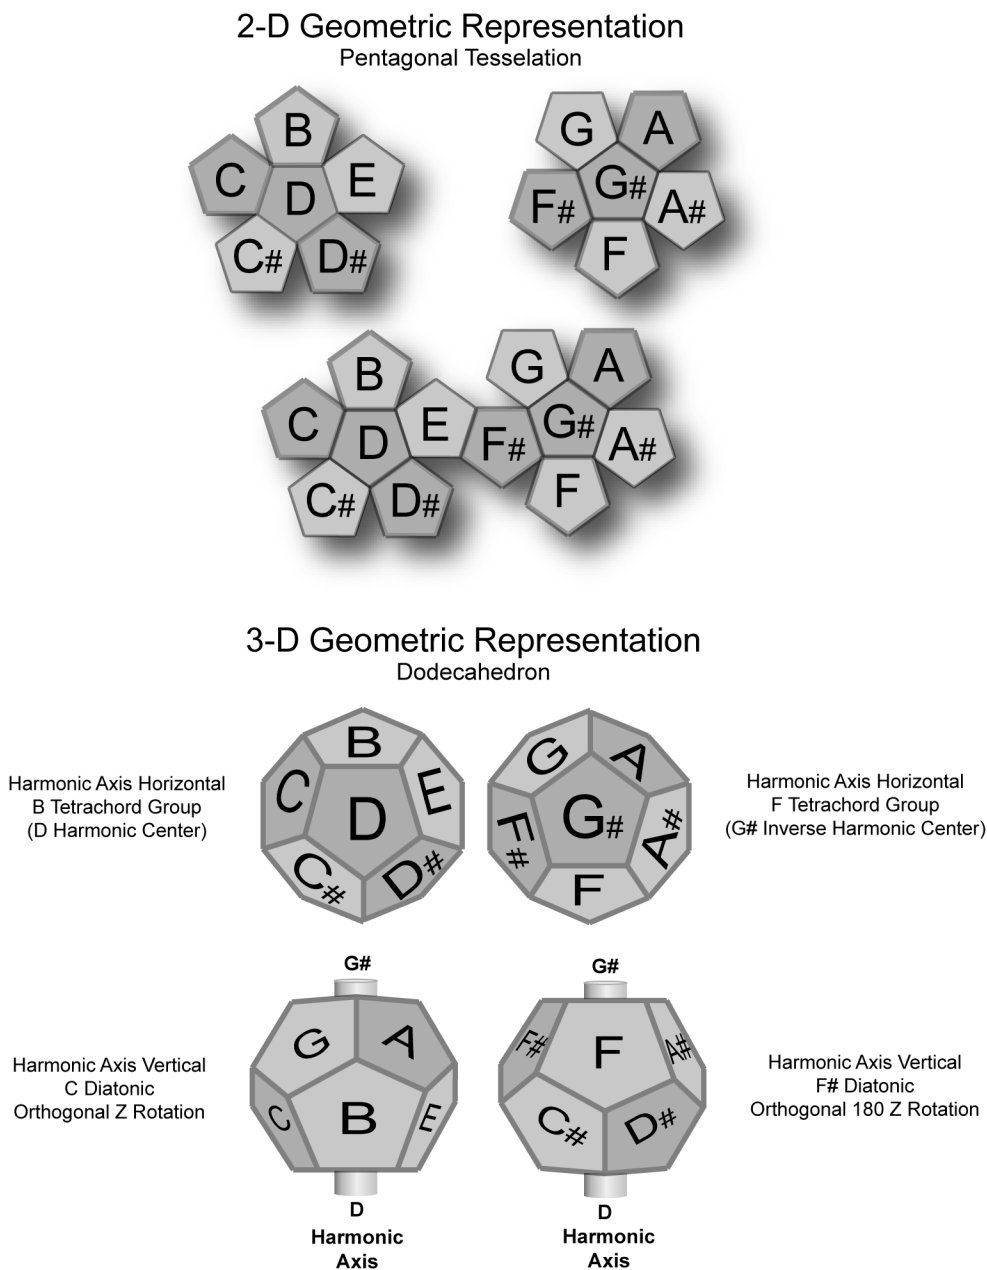 2-D Geometric Representation
Pentagonal Tesselation
B
C
E
D
C#
D#
G
A
G#
F#
A#
F
B
C
E
D
C#
D#
G
A
G#
F#
A#
F
3-D Geometric Representation
Dodecahedron
Harmonic Axis Horizontal
B Tetrachord Group
(D Harmonic Center)
B
C
E
D
C#
D#
G
A
G#
F#
A#
F
Harmonic Axis Horizontal
F Tetrachord Group
(G# Inverse Harmonic Center)
Harmonic Axis Vertical
C Diatonic
Orthogonal Z Rotation
G#
G
A
C
B
E
D
Harmonic
Axis
G#
F#
F
A#
C#
D#
D
Harmonic
Axis
Harmonic Axis Vertical
F# Diatonic
Orthogonal 180 Z Rotation